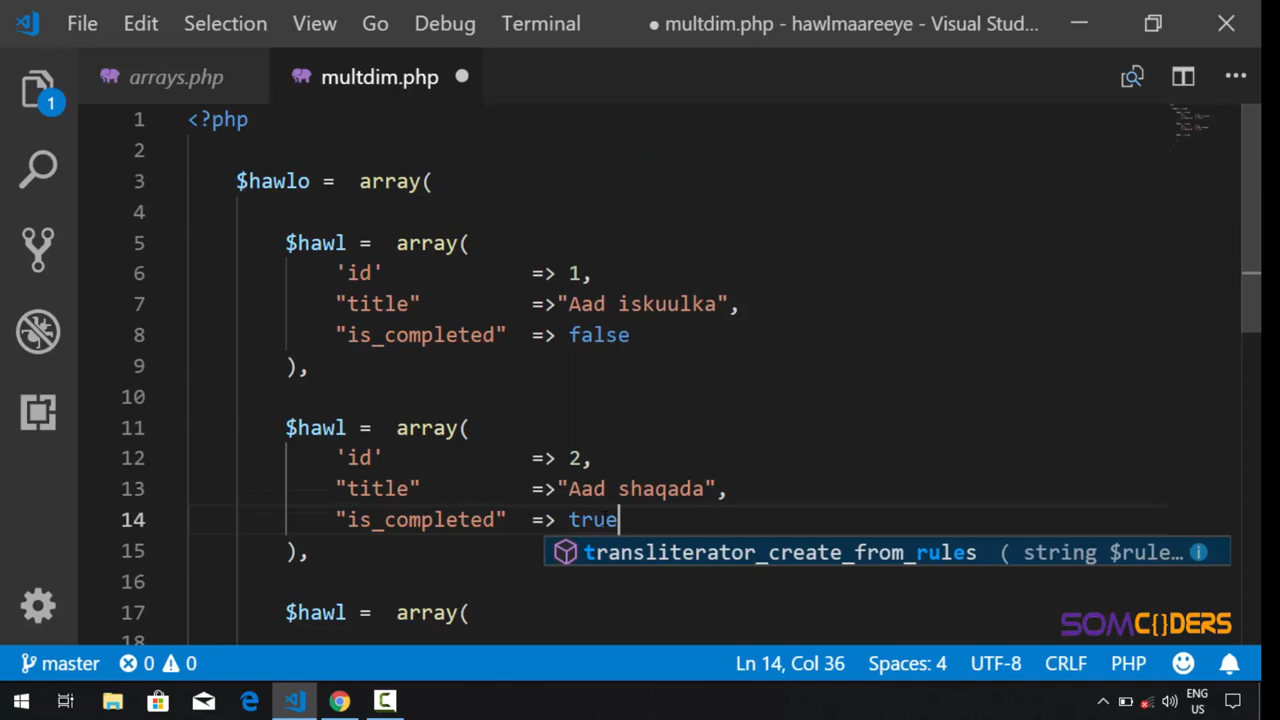 File Edit Selection View Go Debug Terminal ● multdim.php - hawlmaareeye - Visual Stud...
arrays.php multdim.php ●
1
1 <?php
2
3 $hawlo =  array(
4
5 $hawl =  array(
6 'id' => 1,
7 "title" =>"Aad iskuulka",
8 "is_completed" => false
9 ),
10
11 $hawl =  array(
12 'id' => 2,
13 "title" =>"Aad shaqada",
14 "is_completed" => true
transliterator_create_from_rules ( string $rule…
15 ),
16
17 $hawl =  array(
18
SOMC{}DERS
master 0 0 Ln 14, Col 36 Spaces: 4 UTF-8 CRLF PHP
ENG
US